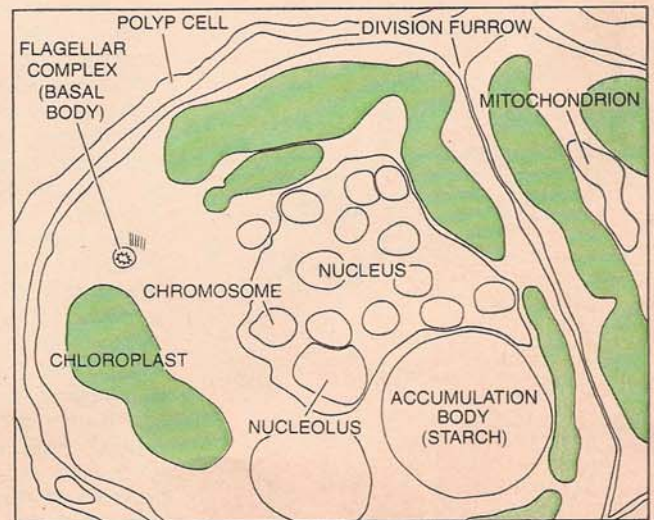 POLYP CELL
DIVISION FURROW
FLAGELLAR
COMPLEX
(BASAL
BODY)
MITOCHONDRION
NUCLEUS
CHROMOSOME
CHLOROPLAST
ACCUMULATION
BODY
(STARCH)
NUCLEOLUS